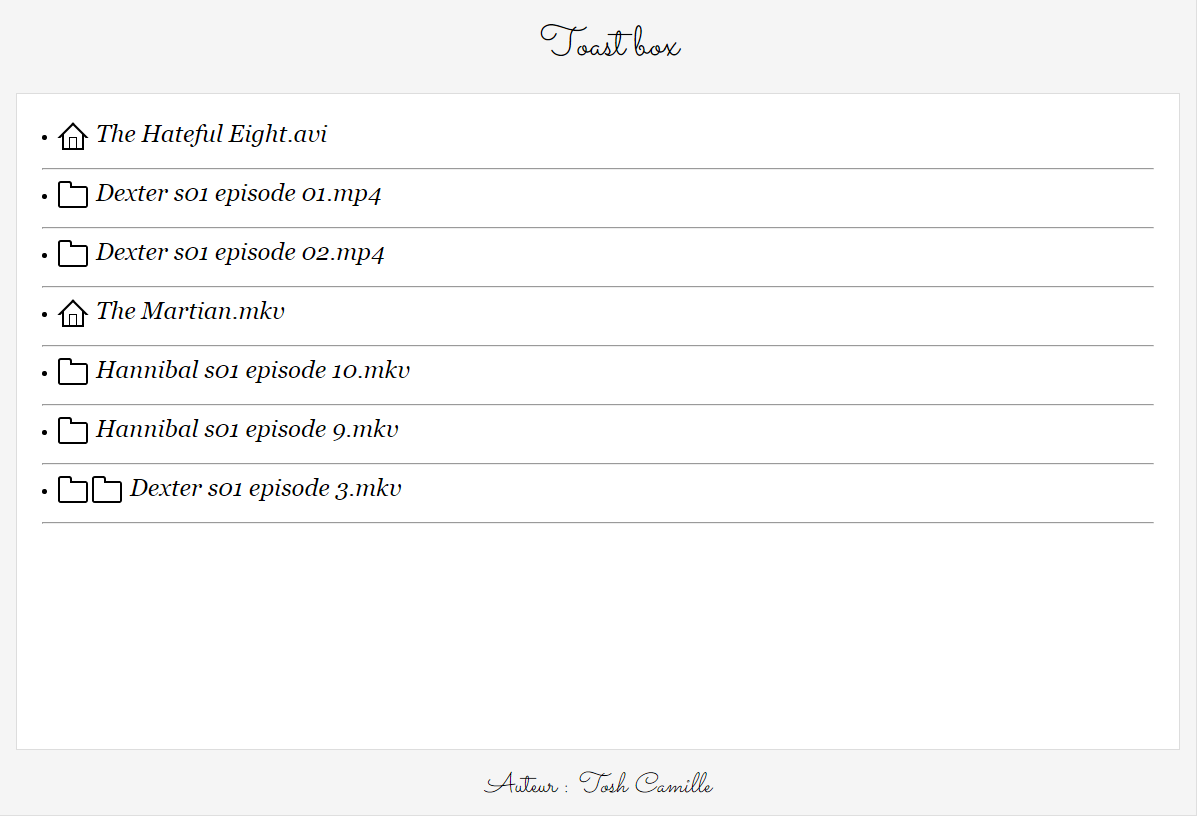 Toast box
The Hateful Eight.avi
Dexter s01 episode 01.mp4
Dexter s01 episode 02.mp4
The Martian.mkv
Hannibal s01 episode 10.mkv
Hannibal s01 episode 9.mkv
Dexter s01 episode 3.mkv
Auteur : Tosh Camille